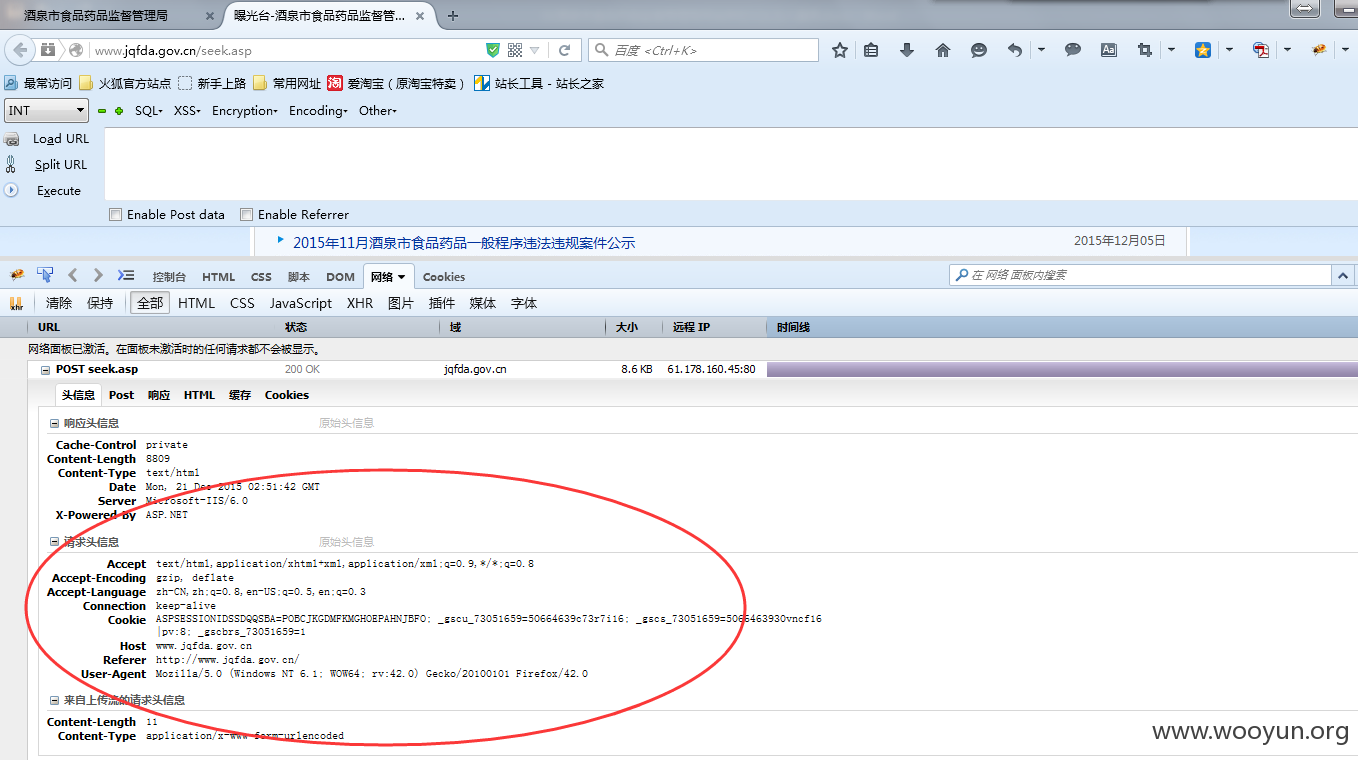 酒泉市食品药品监督管理局 × 曝光台-酒泉市食品药品监督管... × +
www.jqfda.gov.cn/seek.asp 百度 <Ctrl+K>
最常访问 火狐官方站点 新手上路 常用网址 爱淘宝（原淘宝特卖） 站长工具 - 站长之家
INT SQL- XSS- Encryption- Encoding- Other-
Load URL
Split URL
Execute
Enable Post data Enable Referrer
2015年11月酒泉市食品药品一般程序违法违规案件公示 2015年12月05日
控制台 HTML CSS 脚本 DOM 网络 Cookies 在 网络 面板内搜索
xhr 清除 保持 全部 HTML CSS JavaScript XHR 图片 插件 媒体 字体
URL 状态 域 大小 远程 IP 时间线
网络面板已激活。在面板未激活时的任何请求都不会被显示。
POST seek.asp 200 OK jqfda.gov.cn 8.6 KB 61.178.160.45:80
头信息 Post 响应 HTML 缓存 Cookies
响应头信息 原始头信息
Cache-Control private
Content-Length 8809
Content-Type text/html
Date Mon, 21 Dec 2015 02:51:42 GMT
Server Microsoft-IIS/6.0
X-Powered-By ASP.NET
请求头信息 原始头信息
Accept text/html,application/xhtml+xml,application/xml;q=0.9,*/*;q=0.8
Accept-Encoding gzip, deflate
Accept-Language zh-CN,zh;q=0.8,en-US;q=0.5,en;q=0.3
Connection keep-alive
Cookie ASPSESSIONIDSSDQQSBA=POBCJKGDMFKMGHOEPAHNJBFO; _gscu_73051659=50664639c73r7i16; _gscs_73051659=5066463930vncf16
|pv:8; _gscbrs_73051659=1
Host www.jqfda.gov.cn
Referer http://www.jqfda.gov.cn/
User-Agent Mozilla/5.0 (Windows NT 6.1; WOW64; rv:42.0) Gecko/20100101 Firefox/42.0
来自上传流的请求头信息
Content-Length 11
Content-Type application/x-www-form-urlencoded
www.wooyun.org